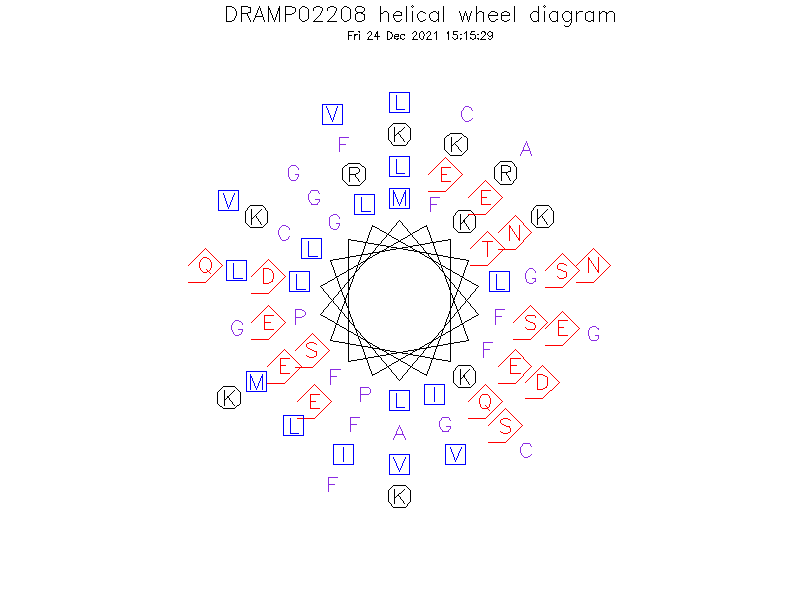 DRAMP02208 helical wheel diagram
Fri 24 Dec 2021 15:15:29
L
V C
K
F K A
L
G R E R
V G L M F E
K G K K
C N
L T
Q L D G S N
L L
P F
G E S E G
S F
E E
F K
M D
K P L I Q
E
L F A G S
C
I V
V
F
K